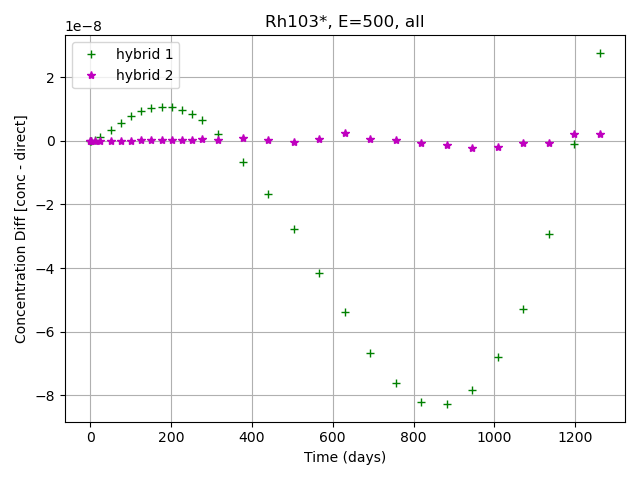 Rh103*, E=500, all
1e−8
hybrid 1
hybrid 2
2
0
−2
−4
−6
−8
Concentration Diff [conc - direct]
0 200 400 600 800 1000 1200
Time (days)